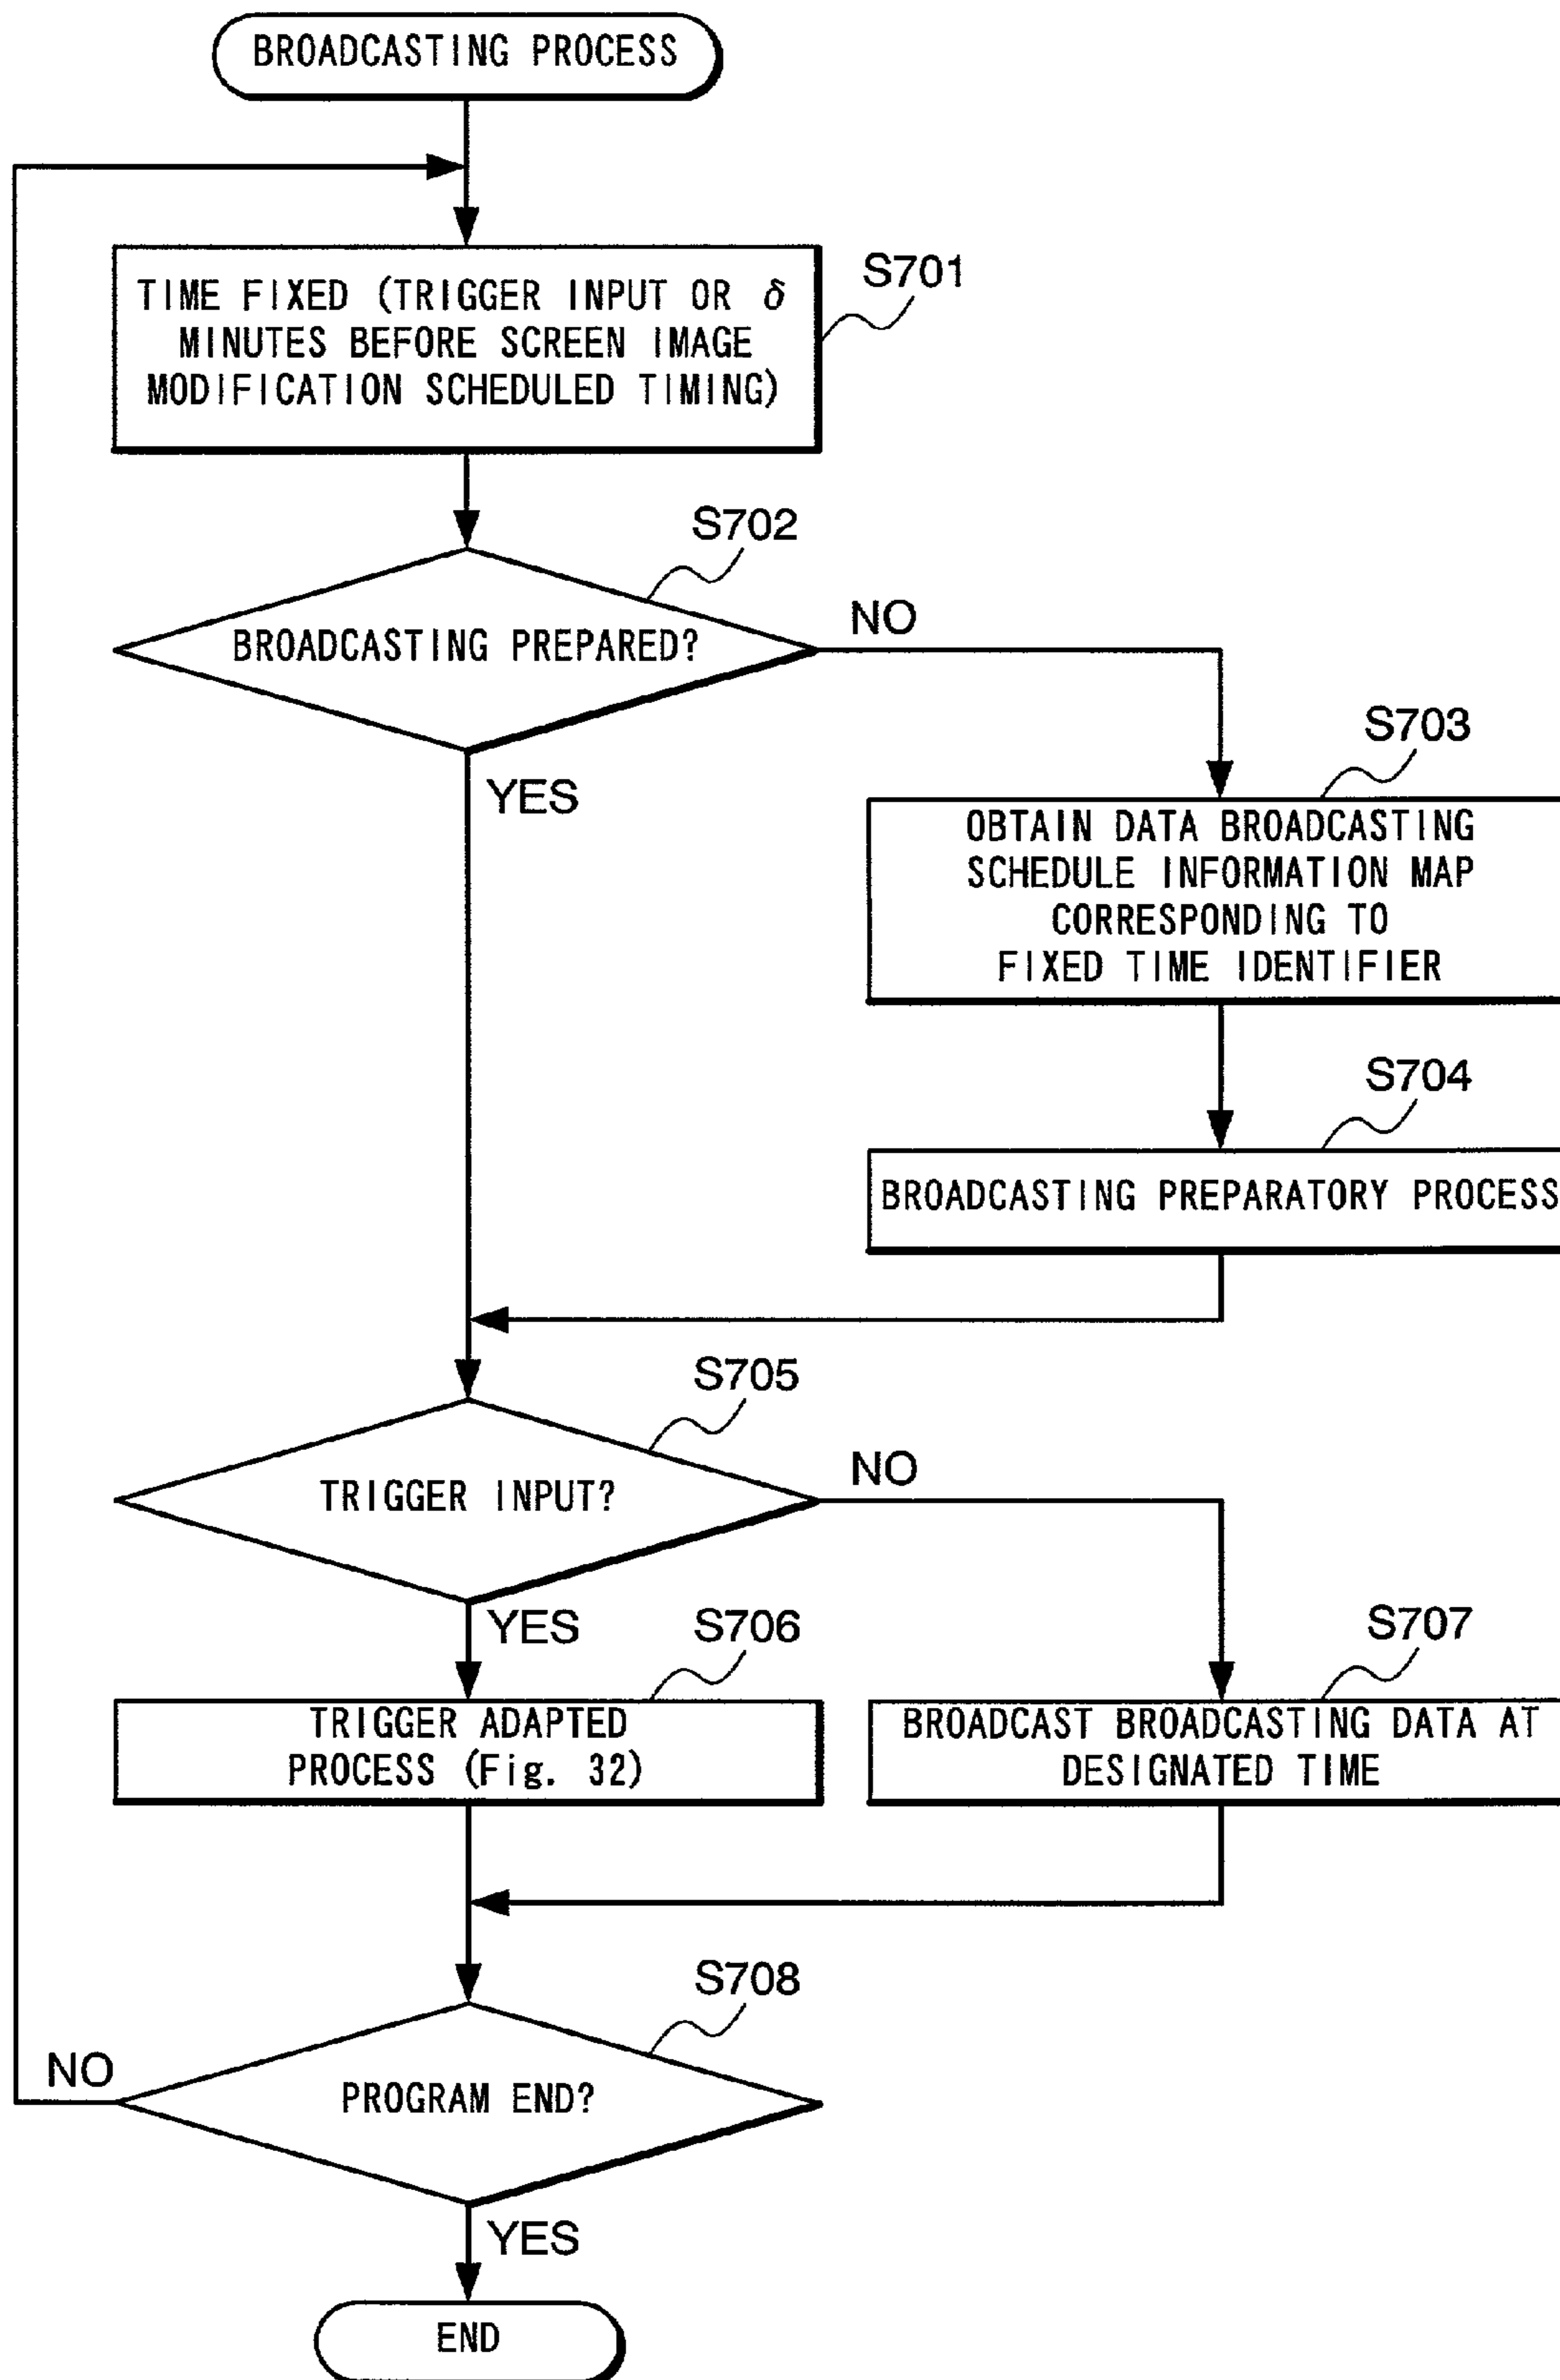 BROADCASTING PROCESS
S701
TIME FIXED (TRIGGER INPUT OR δ
MINUTES BEFORE SCREEN IMAGE
MODIFICATION SCHEDULED TIMING)
S702
BROADCASTING PREPARED?
NO
YES
S703
OBTAIN DATA BROADCASTING
SCHEDULE INFORMATION MAP
CORRESPONDING TO
FIXED TIME IDENTIFIER
S704
BROADCASTING PREPARATORY PROCESS
S705
TRIGGER INPUT?
NO
YES
S706
TRIGGER ADAPTED
PROCESS (Fig. 32)
S707
BROADCAST BROADCASTING DATA AT
DESIGNATED TIME
S708
PROGRAM END?
NO
YES
END